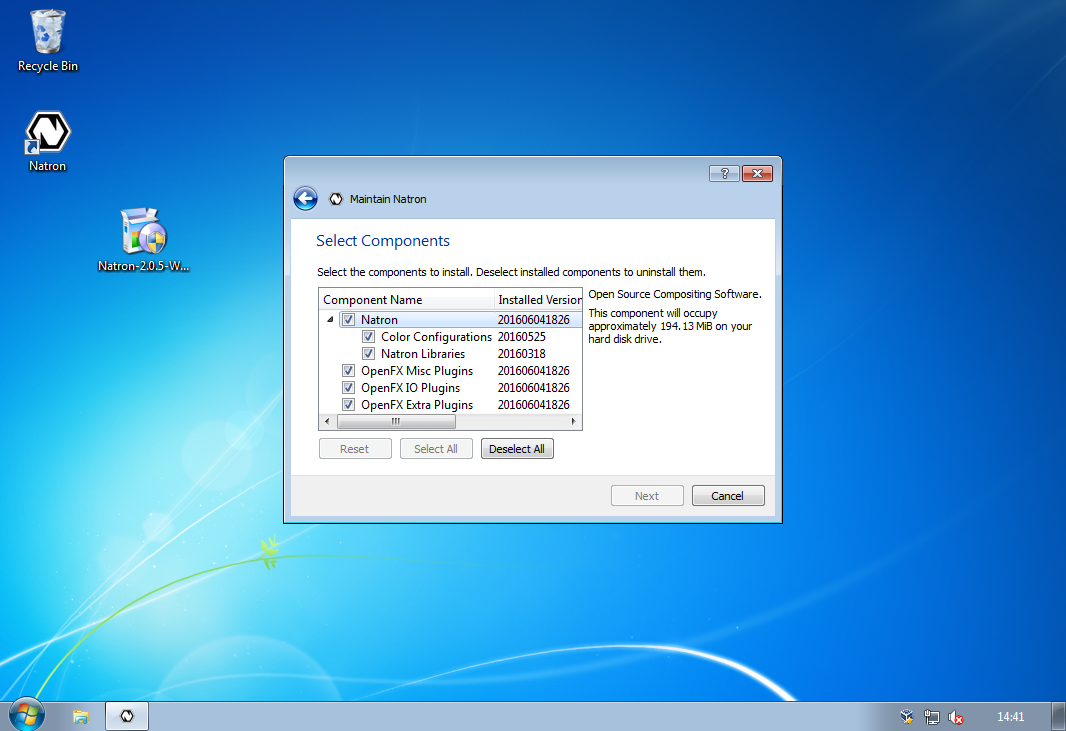 Recycle Bin
Natron
Natron-2.0.5-W...
?
Maintain Natron
Select Components
Select the components to install. Deselect installed components to uninstall them.
Component Name Installed Version
Natron 201606041826
Color Configurations 20160525
Natron Libraries 20160318
OpenFX Misc Plugins 201606041826
OpenFX IO Plugins 201606041826
OpenFX Extra Plugins 201606041826
Open Source Compositing Software.
This component will occupy
approximately 194.13 MiB on your
hard disk drive.
Reset Select All Deselect All
Next Cancel
14:41